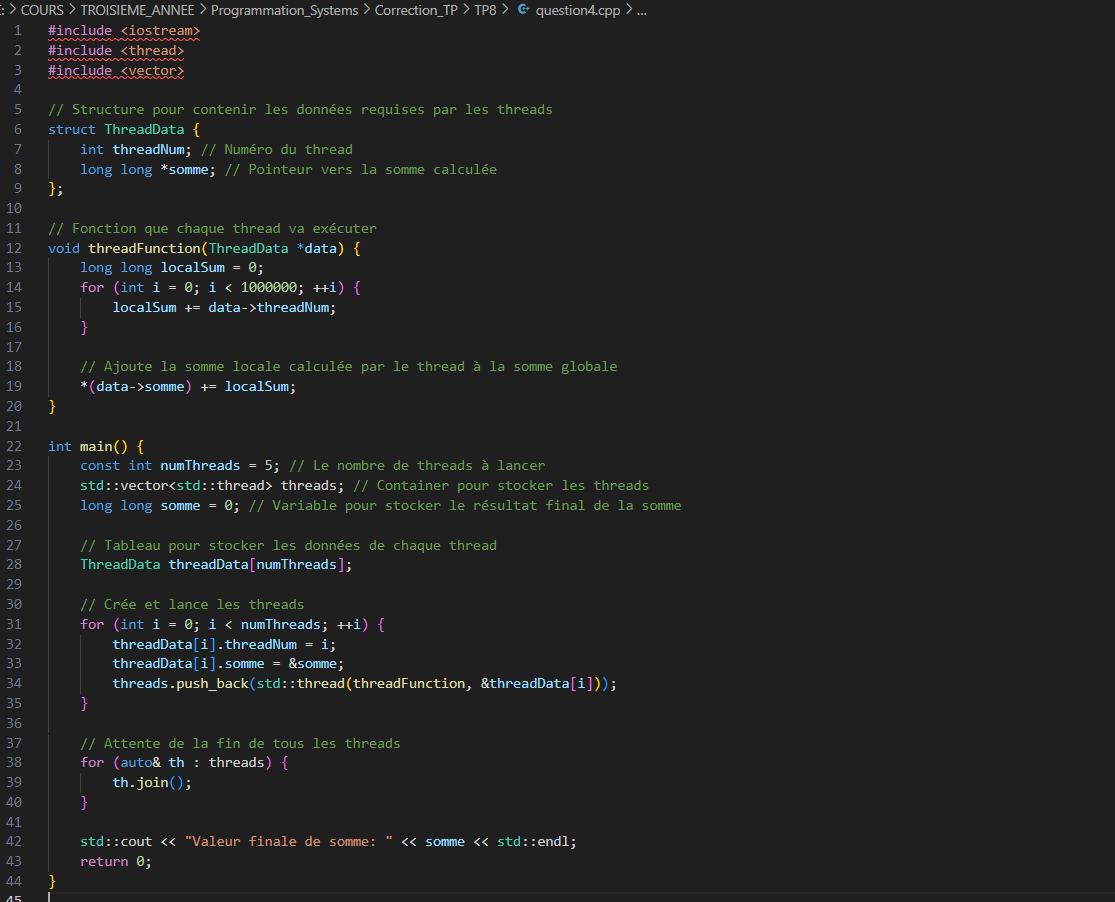 : > COURS > TROISIEME_ANNEE > Programmation_Systems > Correction_TP > TP8 > question4.cpp > ...
1 #include <iostream>
2 #include <thread>
3 #include <vector>
4
5 // Structure pour contenir les données requises par les threads
6 struct ThreadData {
7     int threadNum; // Numéro du thread
8     long long *somme; // Pointeur vers la somme calculée
9 };
10
11 // Fonction que chaque thread va exécuter
12 void threadFunction(ThreadData *data) {
13     long long localSum = 0;
14     for (int i = 0; i < 1000000; ++i) {
15         localSum += data->threadNum;
16     }
17
18     // Ajoute la somme locale calculée par le thread à la somme globale
19     *(data->somme) += localSum;
20 }
21
22 int main() {
23     const int numThreads = 5; // Le nombre de threads à lancer
24     std::vector<std::thread> threads; // Container pour stocker les threads
25     long long somme = 0; // Variable pour stocker le résultat final de la somme
26
27     // Tableau pour stocker les données de chaque thread
28     ThreadData threadData[numThreads];
29
30     // Crée et lance les threads
31     for (int i = 0; i < numThreads; ++i) {
32         threadData[i].threadNum = i;
33         threadData[i].somme = &somme;
34         threads.push_back(std::thread(threadFunction, &threadData[i]));
35     }
36
37     // Attente de la fin de tous les threads
38     for (auto& th : threads) {
39         th.join();
40     }
41
42     std::cout << "Valeur finale de somme: " << somme << std::endl;
43     return 0;
44 }
45